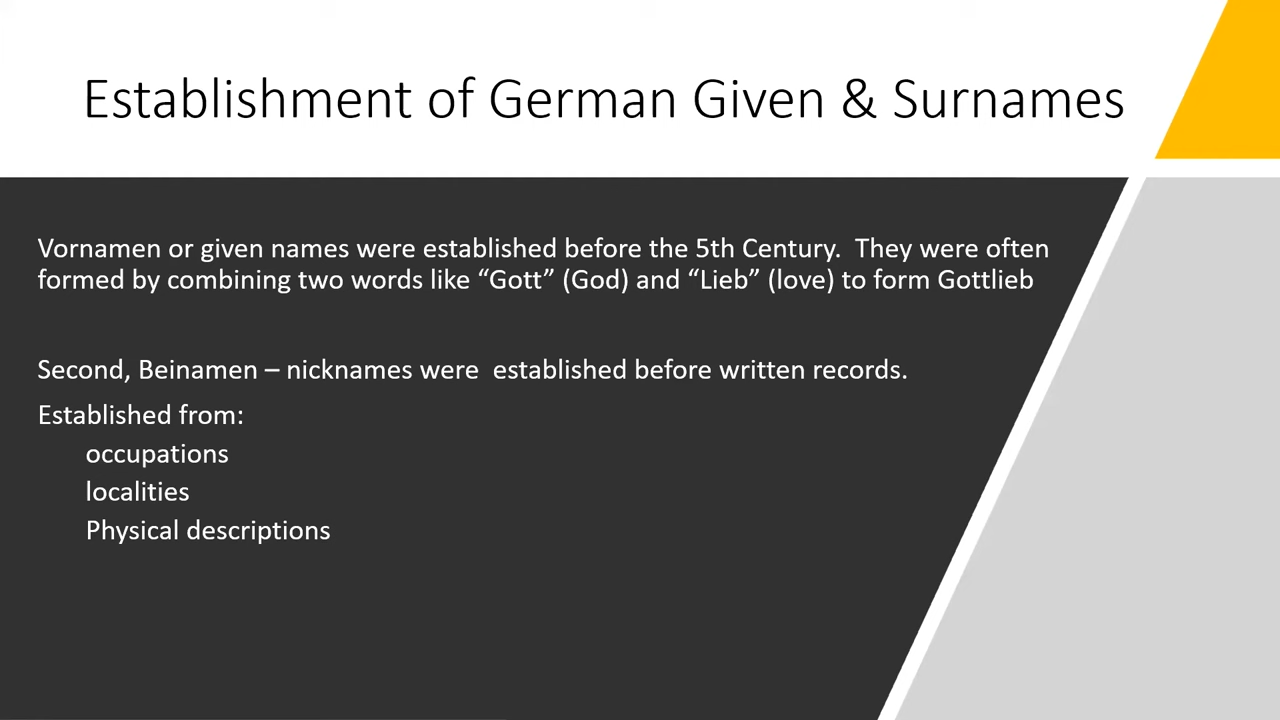 Establishment of German Given & Surnames
Vornamen or given names were established before the 5th Century.  They were often
formed by combining two words like “Gott” (God) and “Lieb” (love) to form Gottlieb
Second, Beinamen – nicknames were  established before written records.
Established from:
occupations
localities
Physical descriptions